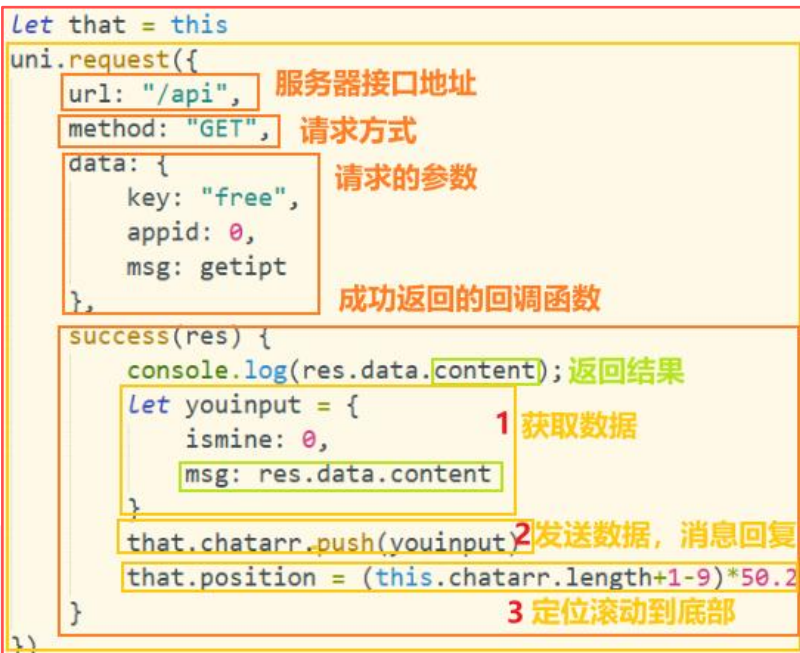 let that = this
uni.request({
url: "/api", 服务器接口地址
method: "GET", 请求方式
data: { 请求的参数
key: "free",
appid: 0,
msg: getipt
}, 成功返回的回调函数
success(res) {
console.log(res.data.content); 返回结果
let youinput = {
ismine: 0, 1 获取数据
msg: res.data.content
}
that.chatarr.push(youinput) 2 发送数据，消息回复
that.position = (this.chatarr.length+1-9)*50.2
} 3 定位滚动到底部
})